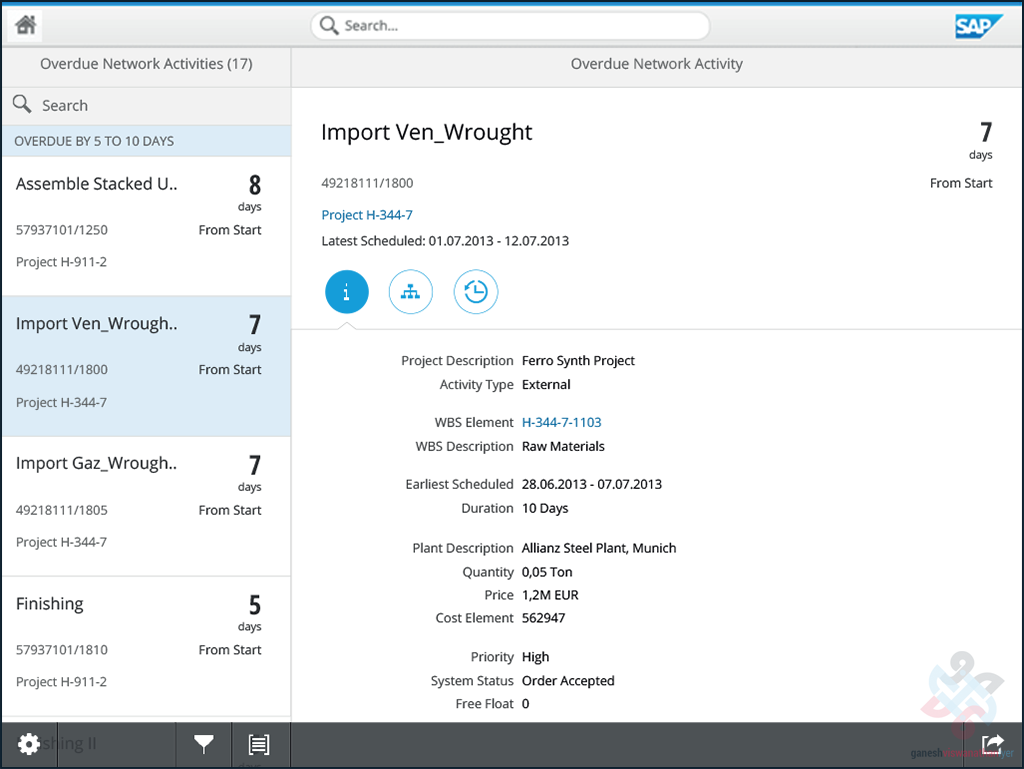 Search...
SAP
Overdue Network Activities (17)
Overdue Network Activity
Search
OVERDUE BY 5 TO 10 DAYS
Assemble Stacked U..
8
days
57937101/1250
From Start
Project H-911-2
Import Ven_Wrough..
7
days
49218111/1800
From Start
Project H-344-7
Import Gaz_Wrough..
7
days
49218111/1805
From Start
Project H-344-7
Finishing
5
days
57937101/1810
From Start
Project H-911-2
Import Ven_Wrought
7
days
49218111/1800
From Start
Project H-344-7
Latest Scheduled: 01.07.2013 - 12.07.2013
Project Description Ferro Synth Project
Activity Type External
WBS Element H-344-7-1103
WBS Description Raw Materials
Earliest Scheduled 28.06.2013 - 07.07.2013
Duration 10 Days
Plant Description Allianz Steel Plant, Munich
Quantity 0,05 Ton
Price 1,2M EUR
Cost Element 562947
Priority High
System Status Order Accepted
Free Float 0